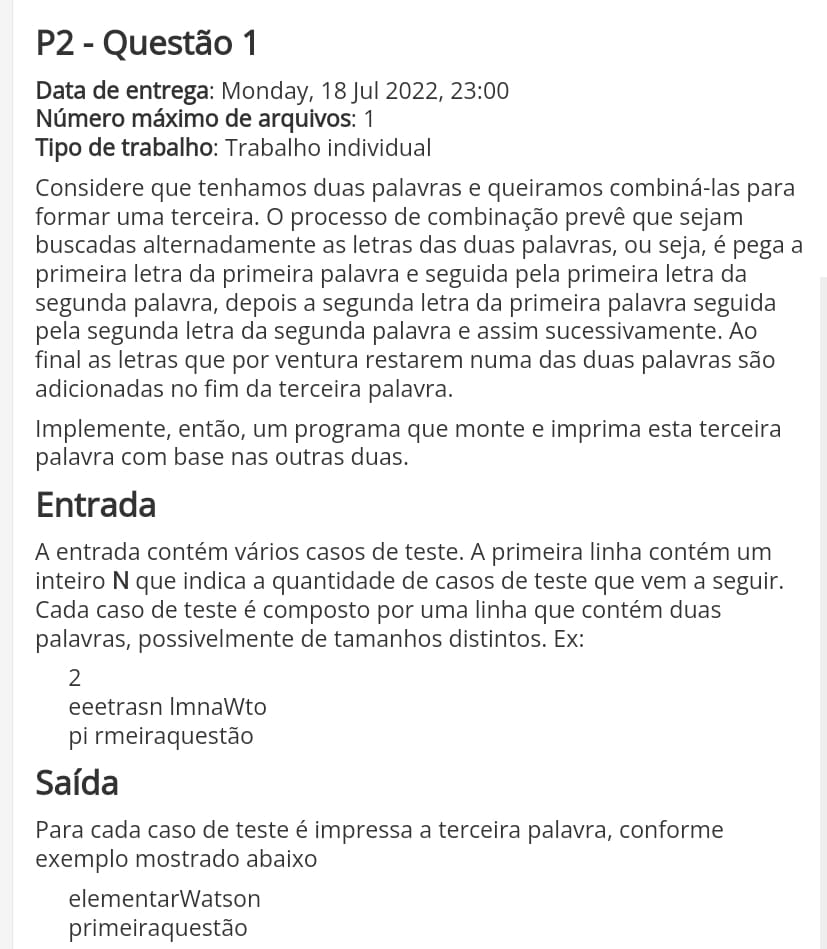 P2 - Questão 1
Data de entrega: Monday, 18 Jul 2022, 23:00
Número máximo de arquivos: 1
Tipo de trabalho: Trabalho individual
Considere que tenhamos duas palavras e queiramos combiná-las para
formar uma terceira. O processo de combinação prevê que sejam
buscadas alternadamente as letras das duas palavras, ou seja, é pega a
primeira letra da primeira palavra e seguida pela primeira letra da
segunda palavra, depois a segunda letra da primeira palavra seguida
pela segunda letra da segunda palavra e assim sucessivamente. Ao
final as letras que por ventura restarem numa das duas palavras são
adicionadas no fim da terceira palavra.
Implemente, então, um programa que monte e imprima esta terceira
palavra com base nas outras duas.
Entrada
A entrada contém vários casos de teste. A primeira linha contém um
inteiro N que indica a quantidade de casos de teste que vem a seguir.
Cada caso de teste é composto por uma linha que contém duas
palavras, possivelmente de tamanhos distintos. Ex:
2
eeetrasn lmnaWto
pi rmeiraquestão
Saída
Para cada caso de teste é impressa a terceira palavra, conforme
exemplo mostrado abaixo
elementarWatson
primeiraquestão